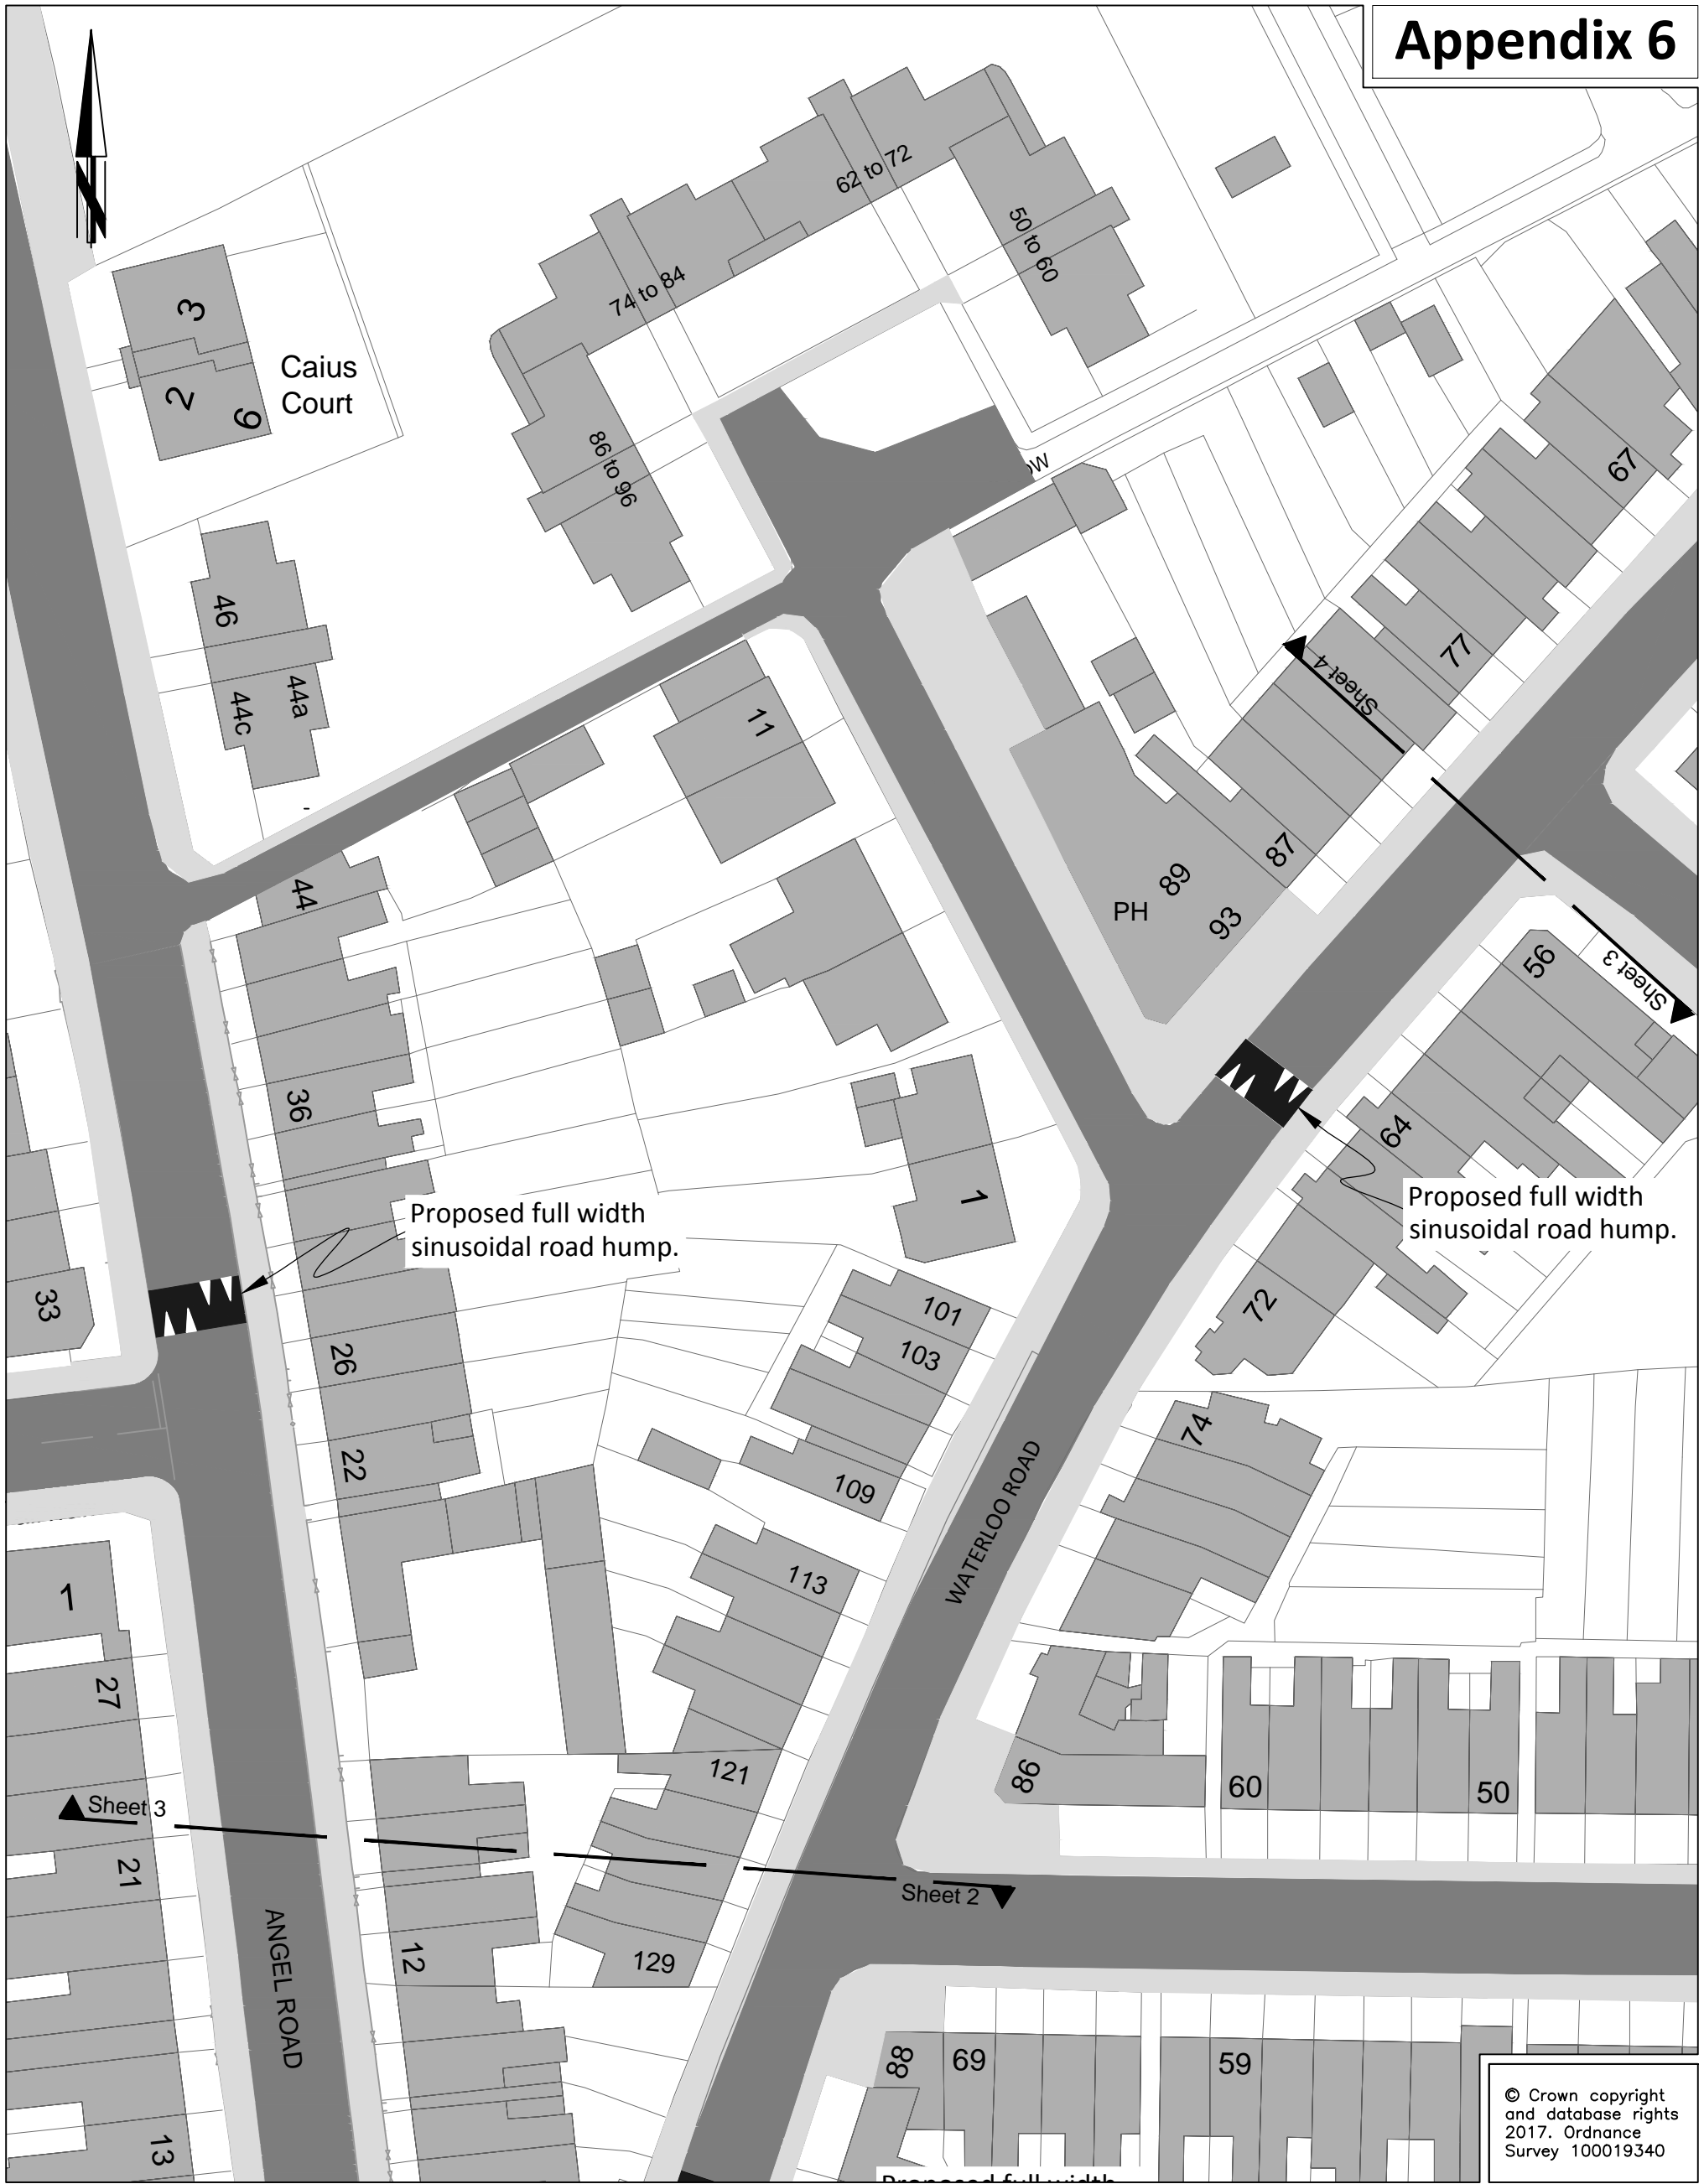 Appendix 6
N
62 to 72
50 to 60
74 to 84
86 to 96
3
2
6
Caius
Court
OW
67
77
Sheet 4
46
44a
44c
11
44
87
89
PH
93
56
Sheet 3
64
36
Proposed full width
sinusoidal road hump.
Proposed full width
sinusoidal road hump.
1
33
72
101
103
26
22
74
109
WATERLOO ROAD
113
1
27
121
86
60
50
Sheet 3
21
Sheet 2
12
129
ANGEL ROAD
88
69
59
13
© Crown copyright
and database rights
2017. Ordnance
Survey 100019340
Proposed full width